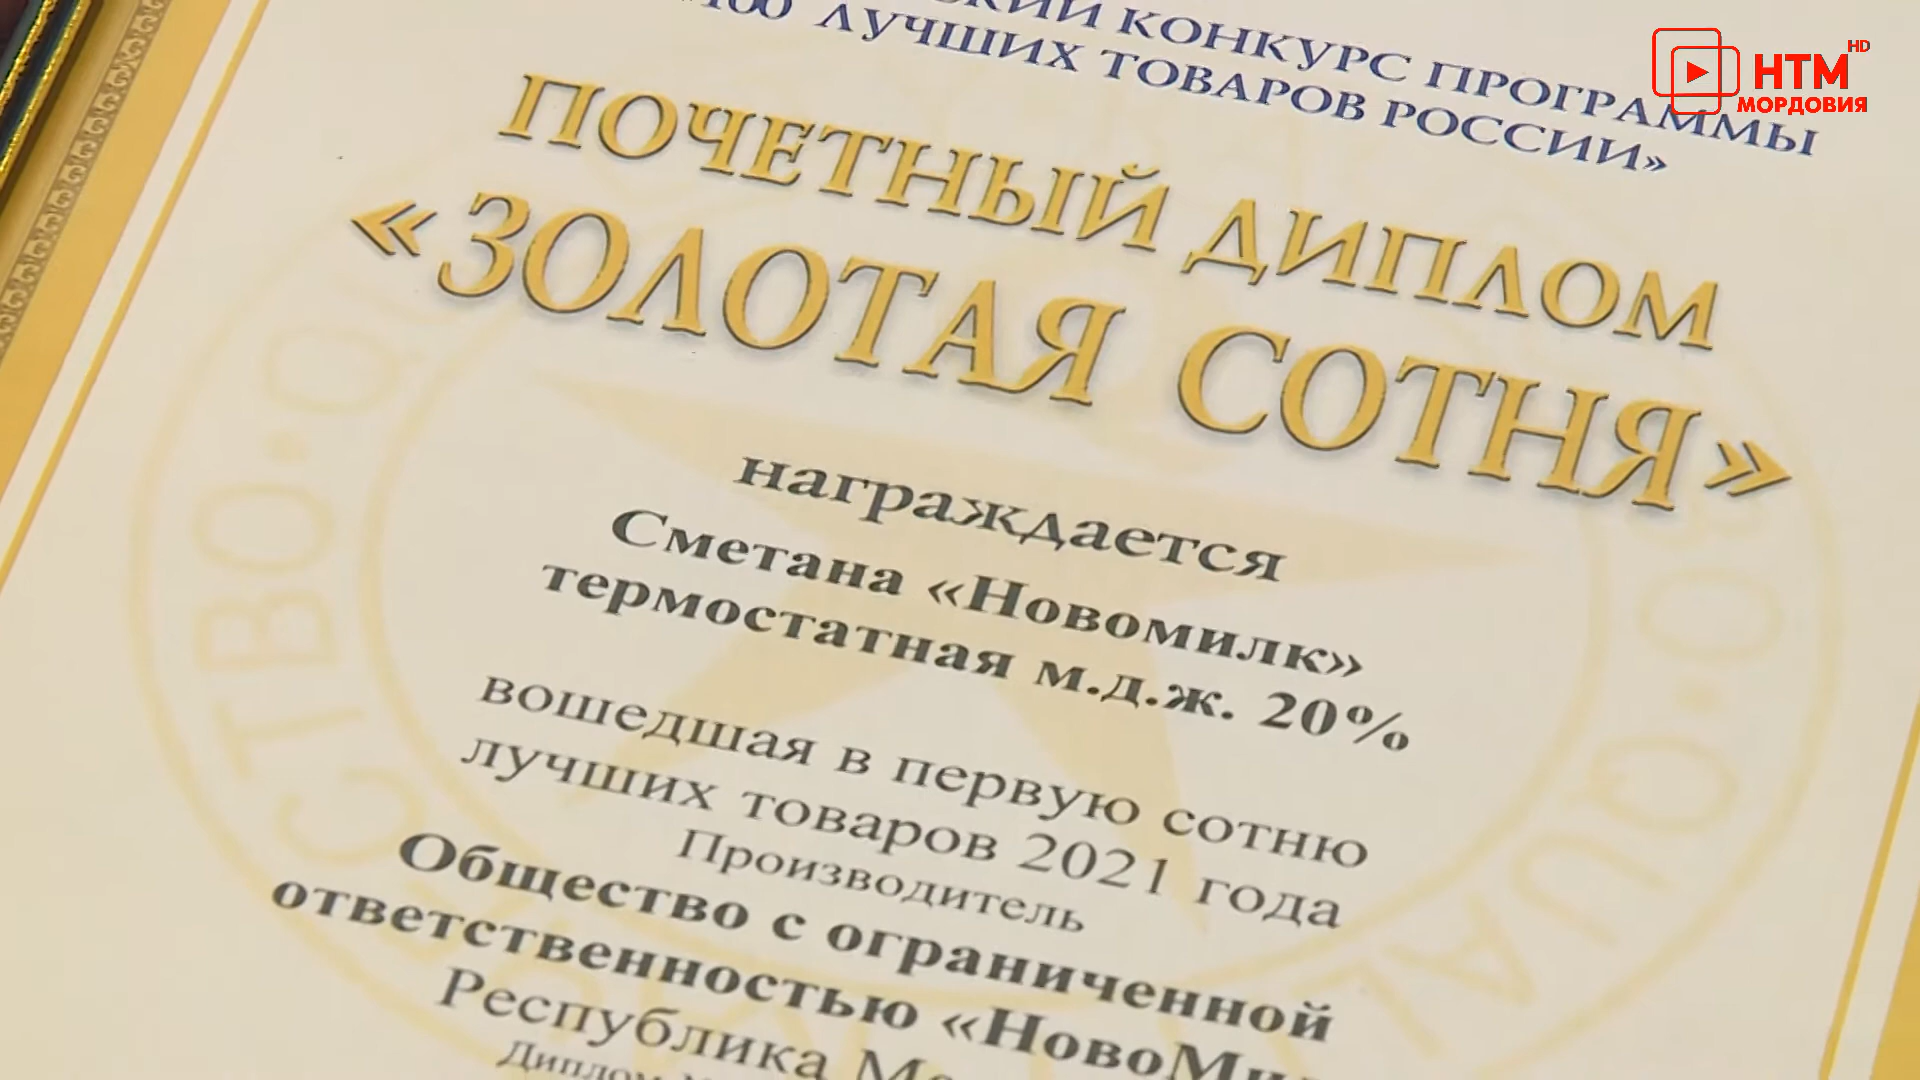 КОНКУРС ПРОГРАММЫ
ЛУЧШИХ ТОВАРОВ РОССИИ»
ПОЧЕТНЫЙ ДИПЛОМ
«ЗОЛОТАЯ СОТНЯ»
награждается
Сметана «Новомилк»
термостатная м.д.ж. 20%
вошедшая в первую сотню
лучших товаров 2021 года
Производитель
Общество с ограниченной
ответственностью
Республика
Диплом
НТМ HD
МОРДОВИЯ